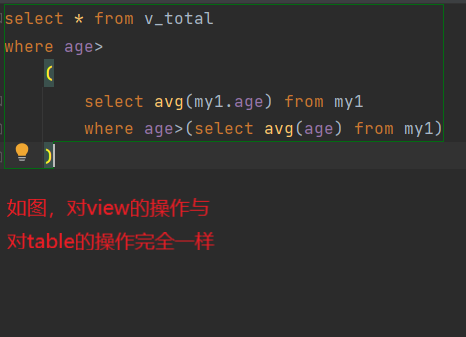 select * from v_total
where age>
(
select avg(my1.age) from my1
where age>(select avg(age) from my1)
)
如图，对view的操作与
对table的操作完全一样